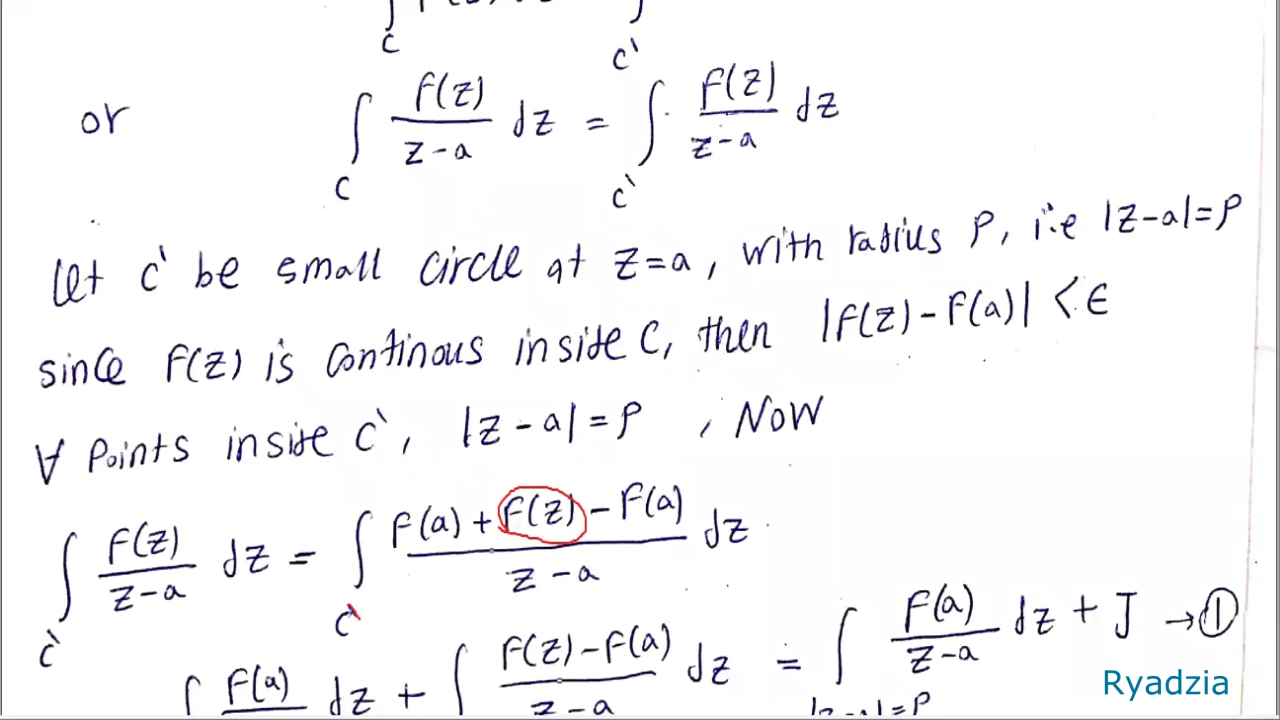 ∫_C f(z)/(z-a) dz = ∫_C` f(z)/(z-a) dz
or
Let C` be small circle at z=a, with radius ρ, i.e |z-a|=ρ
since f(z) is continous inside C, then |f(z)-f(a)| < ∈
∀ points inside C`, |z-a|=ρ , Now
∫_C` f(z)/(z-a) dz = ∫_C` (f(a)+f(z)-f(a))/(z-a) dz
∫ f(a)/ dz + ∫ (f(z)-f(a))/(z-a) dz = ∫_|z-a|=ρ f(a)/(z-a) dz + J → ①
Ryadzia